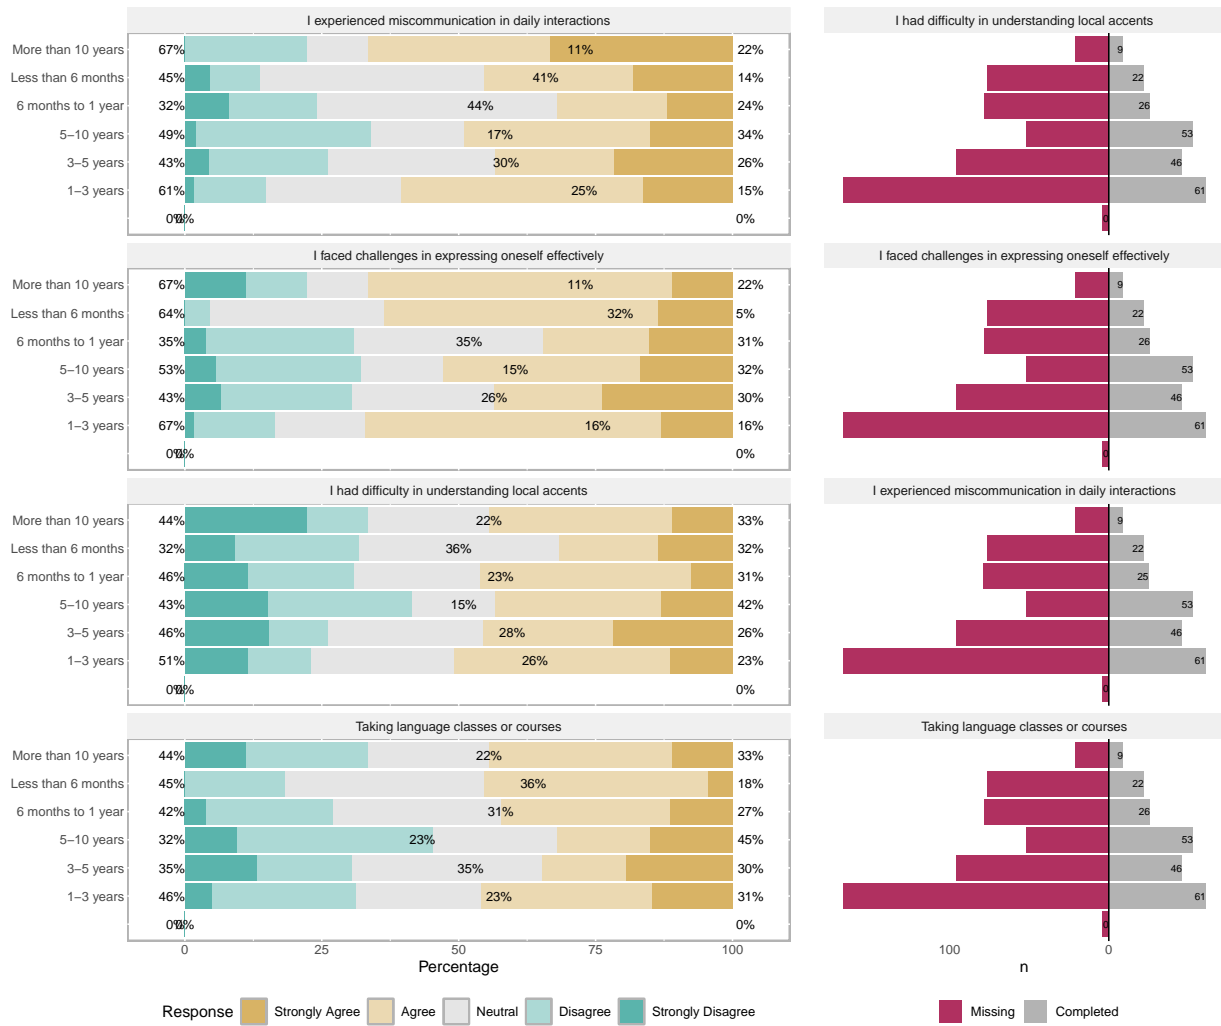 I experienced miscommunication in daily interactions
More than 10 years 67% 11% 22%
Less than 6 months 45% 41% 14%
6 months to 1 year 32% 44% 24%
5−10 years 49% 17% 34%
3−5 years 43% 30% 26%
1−3 years 61% 25% 15%
0% 0% 0%
I had difficulty in understanding local accents
9
22
26
53
46
61
0
I faced challenges in expressing oneself effectively
More than 10 years 67% 11% 22%
Less than 6 months 64% 32% 5%
6 months to 1 year 35% 35% 31%
5−10 years 53% 15% 32%
3−5 years 43% 26% 30%
1−3 years 67% 16% 16%
0% 0% 0%
I faced challenges in expressing oneself effectively
9
22
26
53
46
61
0
I had difficulty in understanding local accents
More than 10 years 44% 22% 33%
Less than 6 months 32% 36% 32%
6 months to 1 year 46% 23% 31%
5−10 years 43% 15% 42%
3−5 years 46% 28% 26%
1−3 years 51% 26% 23%
0% 0% 0%
I experienced miscommunication in daily interactions
9
22
25
53
46
61
0
Taking language classes or courses
More than 10 years 44% 22% 33%
Less than 6 months 45% 36% 18%
6 months to 1 year 42% 31% 27%
5−10 years 32% 23% 45%
3−5 years 35% 35% 30%
1−3 years 46% 23% 31%
0% 0% 0%
Taking language classes or courses
9
22
26
53
46
61
0
0 25 50 75 100
Percentage
100 0
n
Response Strongly Agree Agree Neutral Disagree Strongly Disagree
Missing Completed